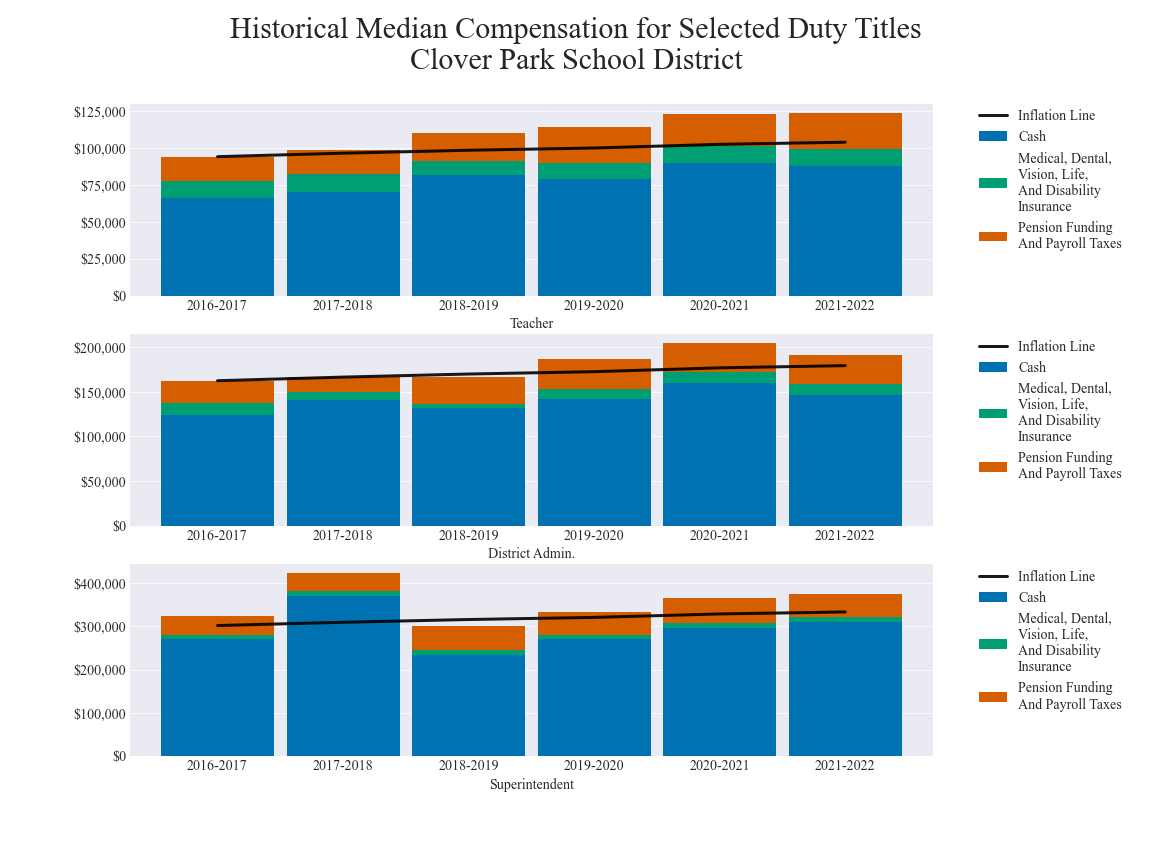 Historical Median Compensation for Selected Duty Titles
Clover Park School District
$125,000
$100,000
$75,000
$50,000
$25,000
$0
2016-2017 2017-2018 2018-2019 2019-2020 2020-2021 2021-2022
Teacher
Inflation Line
Cash
Medical, Dental,
Vision, Life,
And Disability
Insurance
Pension Funding
And Payroll Taxes
$200,000
$150,000
$100,000
$50,000
$0
2016-2017 2017-2018 2018-2019 2019-2020 2020-2021 2021-2022
District Admin.
Inflation Line
Cash
Medical, Dental,
Vision, Life,
And Disability
Insurance
Pension Funding
And Payroll Taxes
$400,000
$300,000
$200,000
$100,000
$0
2016-2017 2017-2018 2018-2019 2019-2020 2020-2021 2021-2022
Superintendent
Inflation Line
Cash
Medical, Dental,
Vision, Life,
And Disability
Insurance
Pension Funding
And Payroll Taxes